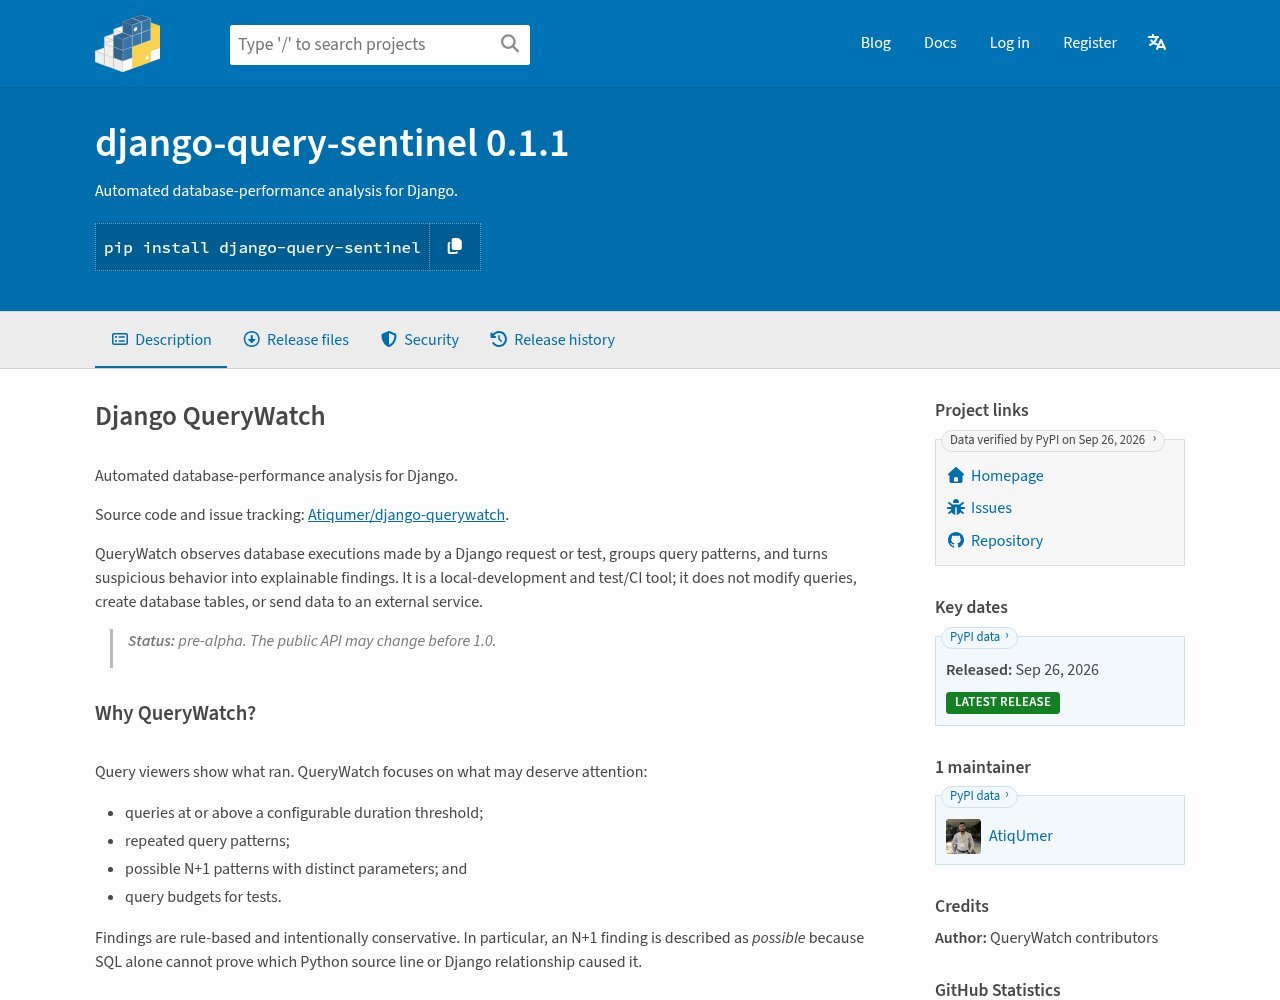 Type '/' to search projects
Blog
Docs
Log in
Register
django-query-sentinel 0.1.1
Automated database-performance analysis for Django.
pip install django-query-sentinel
Description
Release files
Security
Release history
Django QueryWatch
Automated database-performance analysis for Django.
Source code and issue tracking: Atiqumer/django-querywatch.
QueryWatch observes database executions made by a Django request or test, groups query patterns, and turns
suspicious behavior into explainable findings. It is a local-development and test/CI tool; it does not modify queries,
create database tables, or send data to an external service.
Status: pre-alpha. The public API may change before 1.0.
Why QueryWatch?
Query viewers show what ran. QueryWatch focuses on what may deserve attention:
queries at or above a configurable duration threshold;
repeated query patterns;
possible N+1 patterns with distinct parameters; and
query budgets for tests.
Findings are rule-based and intentionally conservative. In particular, an N+1 finding is described as possible because
SQL alone cannot prove which Python source line or Django relationship caused it.
Project links
Data verified by PyPI on Sep 26, 2026 ›
Homepage
Issues
Repository
Key dates
PyPI data ›
Released: Sep 26, 2026
LATEST RELEASE
1 maintainer
PyPI data ›
AtiqUmer
Credits
Author: QueryWatch contributors
GitHub Statistics